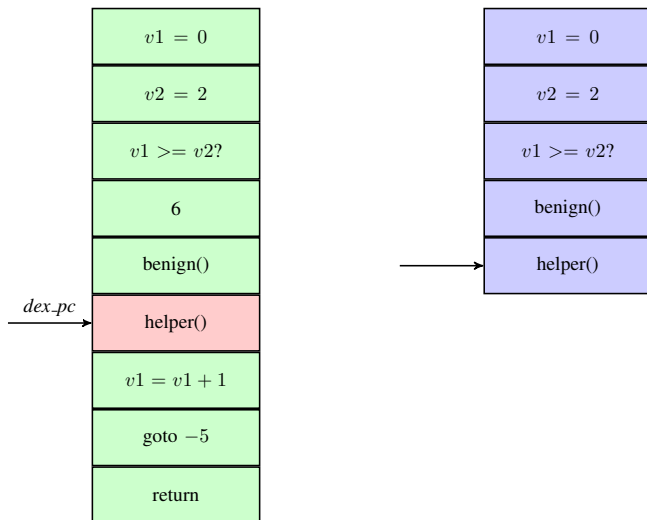 v1 = 0
v2 = 2
v1 >= v2?
6
benign()
dex_pc
helper()
v1 = v1 + 1
goto −5
return
v1 = 0
v2 = 2
v1 >= v2?
benign()
helper()